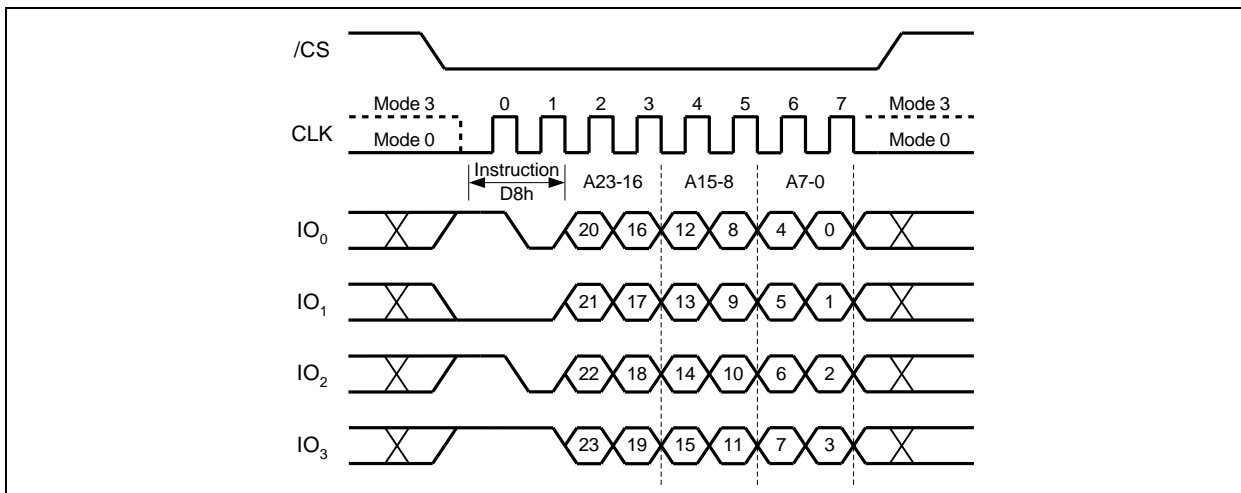 /CS
Mode 3 0 1 2 3 4 5 6 7 Mode 3
CLK
Mode 0 Mode 0
Instruction
D8h A23-16 A15-8 A7-0
IO0 20 16 12 8 4 0
IO1 21 17 13 9 5 1
IO2 22 18 14 10 6 2
IO3 23 19 15 11 7 3